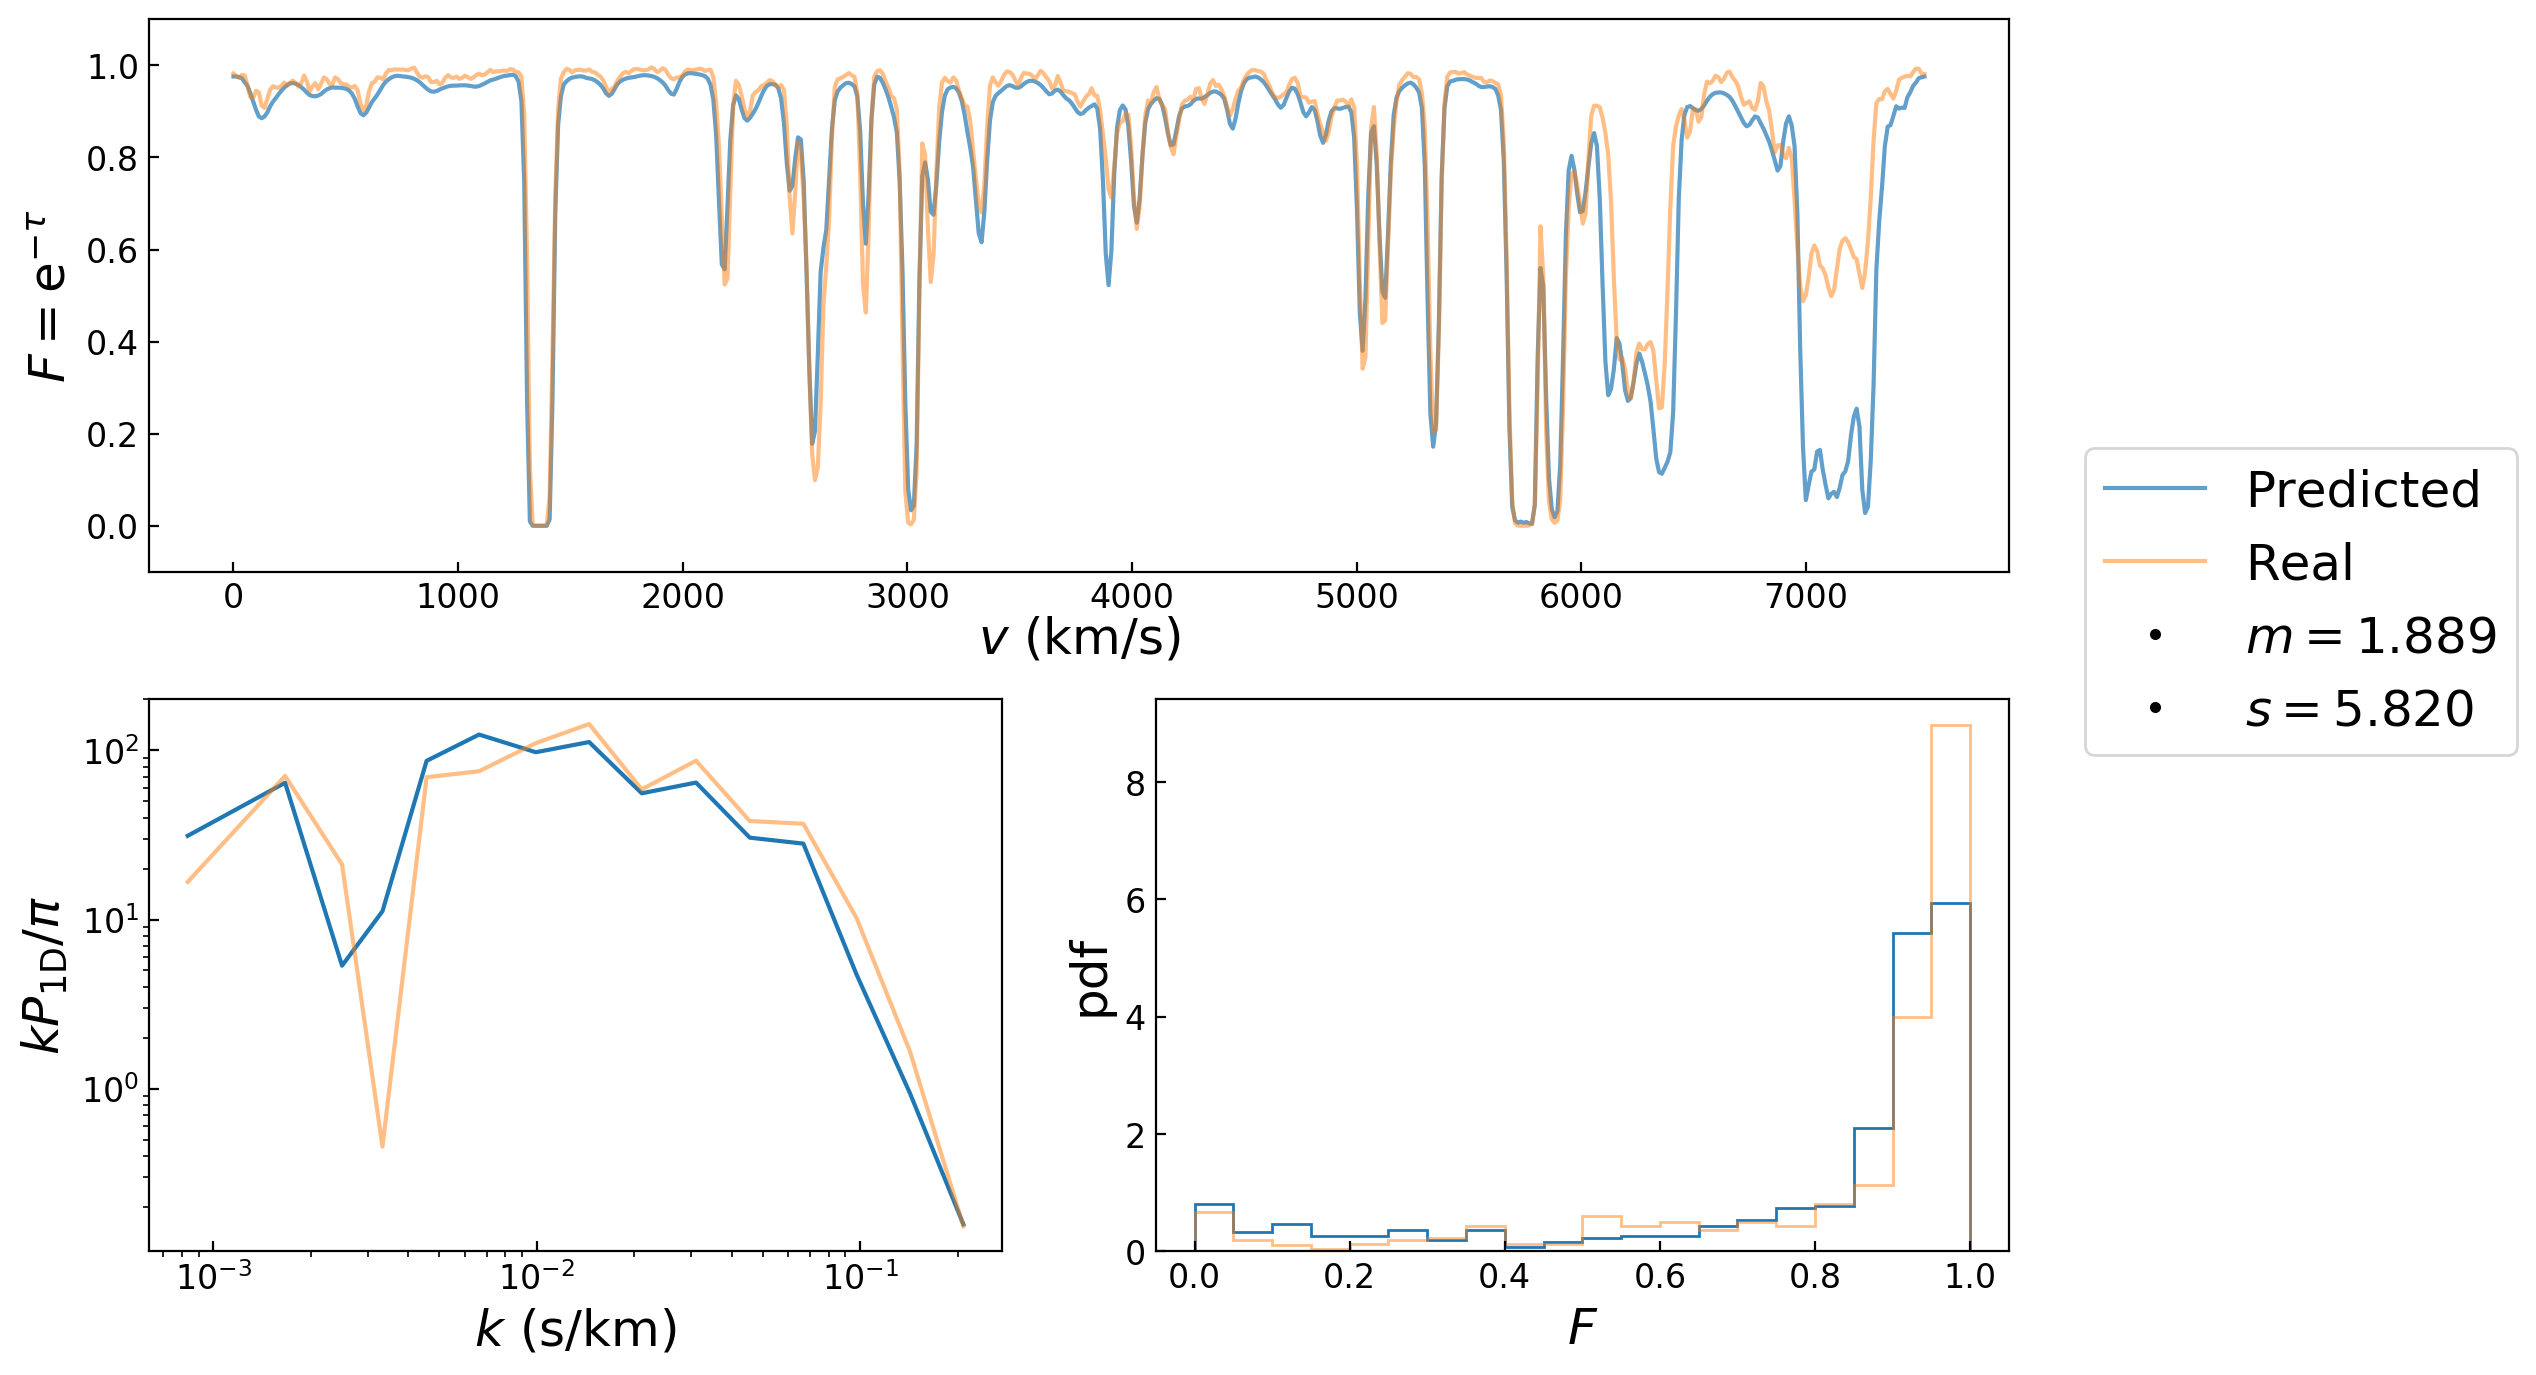 1.0
0.8
0.6
0.4
0.2
0.0
F = e^{-τ}
0 1000 2000 3000 4000 5000 6000 7000
v (km/s)
Predicted
Real
m = 1.889
s = 5.820
10^2
10^1
10^0
kP_{1D}/π
10^{-3} 10^{-2} 10^{-1}
k (s/km)
8
6
4
2
0
pdf
0.0 0.2 0.4 0.6 0.8 1.0
F